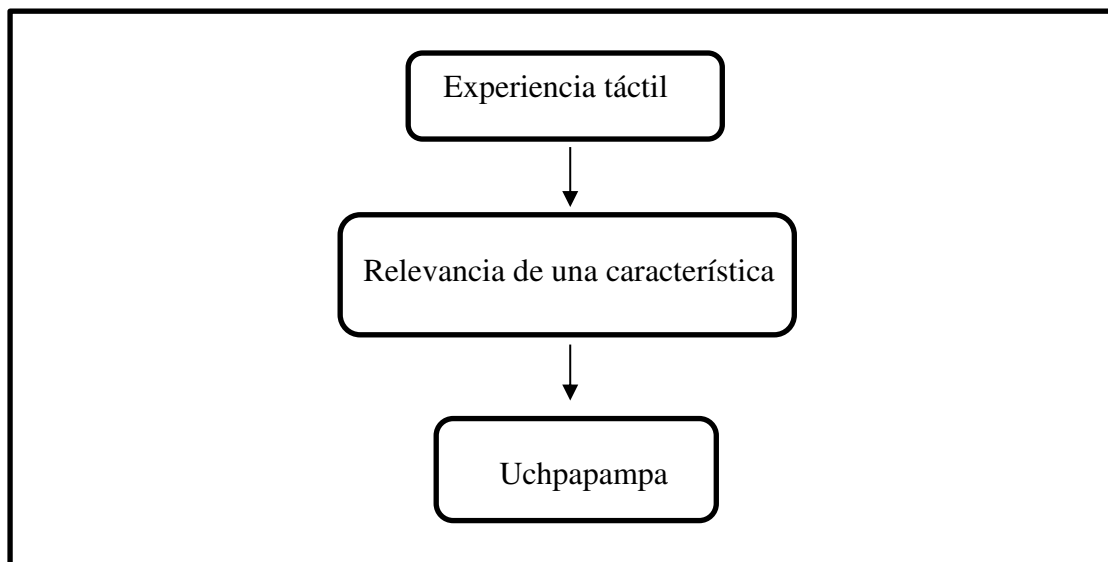 Experiencia táctil
Relevancia de una característica
Uchpapampa